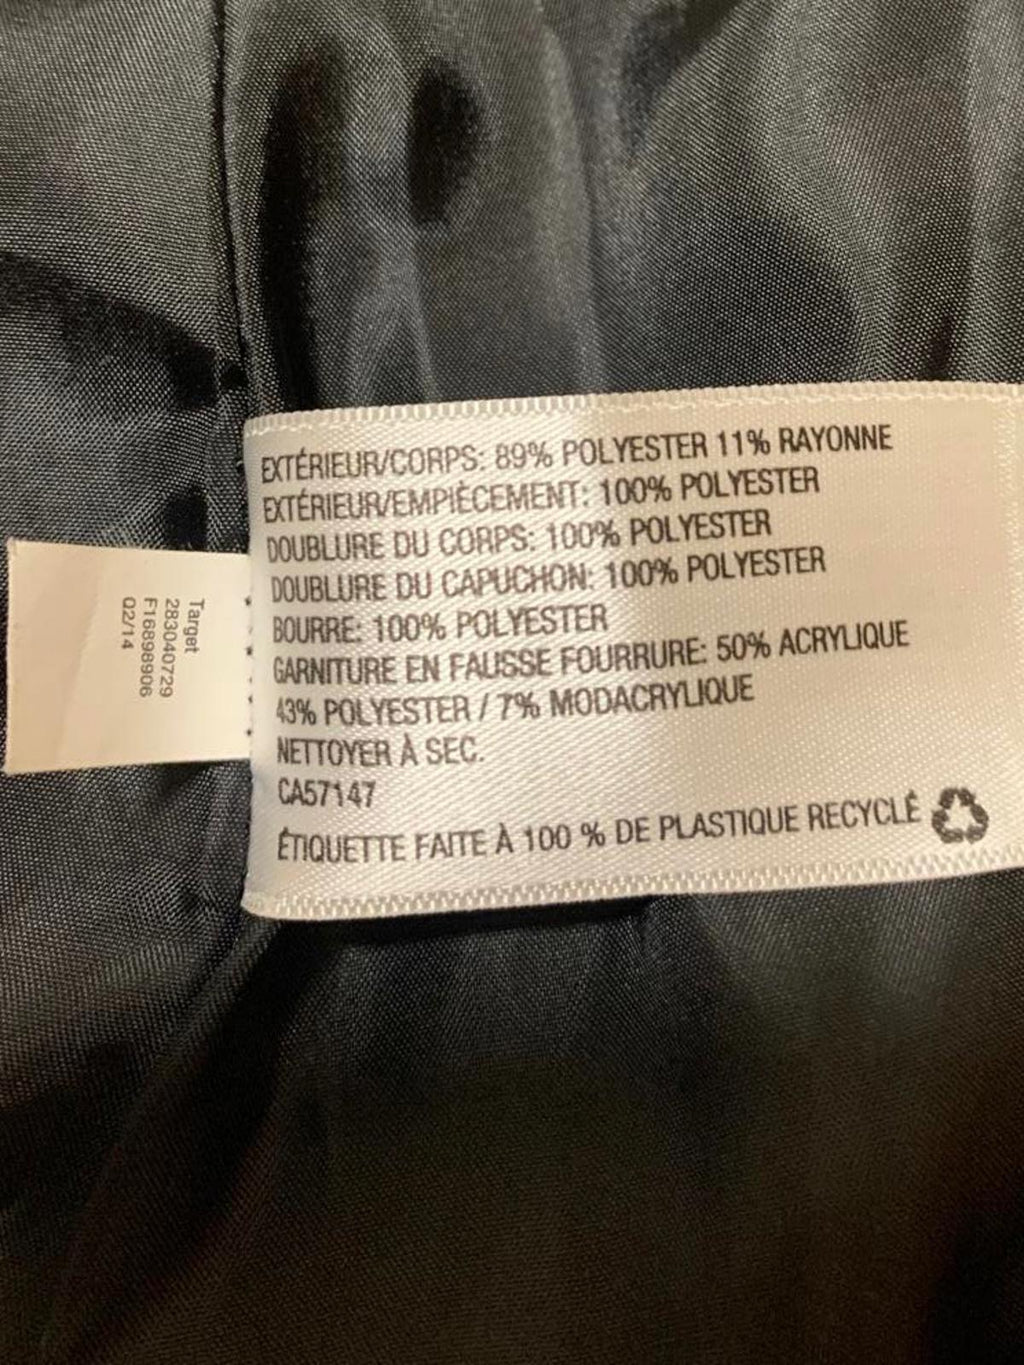 EXTÉRIEUR/CORPS: 89% POLYESTER 11% RAYONNE
EXTÉRIEUR/EMPIÈCEMENT: 100% POLYESTER
DOUBLURE DU CORPS: 100% POLYESTER
DOUBLURE DU CAPUCHON: 100% POLYESTER
BOURRE: 100% POLYESTER
GARNITURE EN FAUSSE FOURRURE: 50% ACRYLIQUE
43% POLYESTER / 7% MODACRYLIQUE
NETTOYER À SEC.
CA57147
ÉTIQUETTE FAITE À 100 % DE PLASTIQUE RECYCLÉ
Target
283040729
F16898906
Q2/14